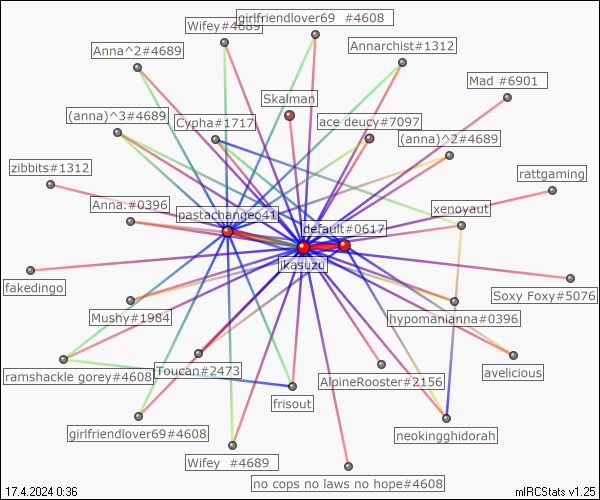 Wifey #4689
girlfriendlover69 #4608
Anna^2#4689
Annarchist#1312
Mad #6901
Skalman
(anna)^3#4689
Cypha#1717
ace deucy#7097
(anna)^2#4689
zibbits#1312
rattgaming
Anna.#0396
pastachange041
xenoyaut
default#0617
ikasuzu
fakedingo
Soxy Foxy#5076
Mushy#1984
hypomanianna#0396
ramshackle gorey#4608
Toucan#2473
AlpineRooster#2156
avelicious
frisout
girlfriendlover69#4608
neokingghidorah
Wifey #4689
no cops no laws no hope#4608
17.4.2024 0:36
mIRCStats v1.25